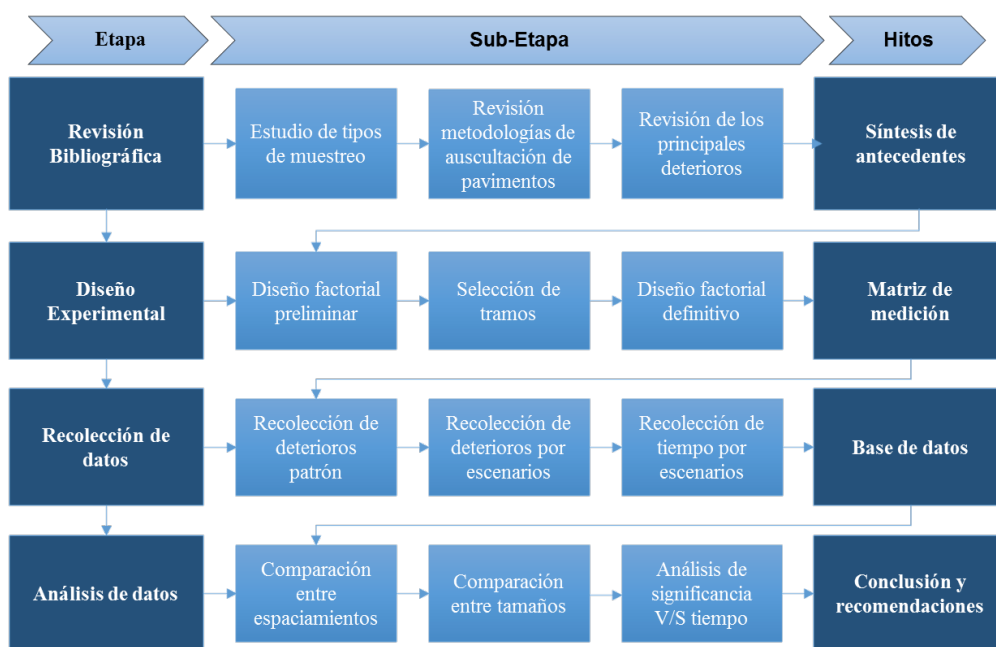 Etapa
Sub-Etapa
Hitos
Revisión
Bibliográfica
Estudio de tipos
de muestreo
Revisión
metodologías de
auscultación de
pavimentos
Revisión de los
principales
deterioros
Síntesis de
antecedentes
Diseño
Experimental
Diseño factorial
preliminar
Selección de
tramos
Diseño factorial
definitivo
Matriz de
medición
Recolección de
datos
Recolección de
deterioros
patrón
Recolección de
deterioros por
escenarios
Recolección de
tiempo por
escenarios
Base de datos
Análisis de datos
Comparación
entre
espaciamientos
Comparación
entre tamaños
Análisis de
significancia
V/S tiempo
Conclusión y
recomendaciones